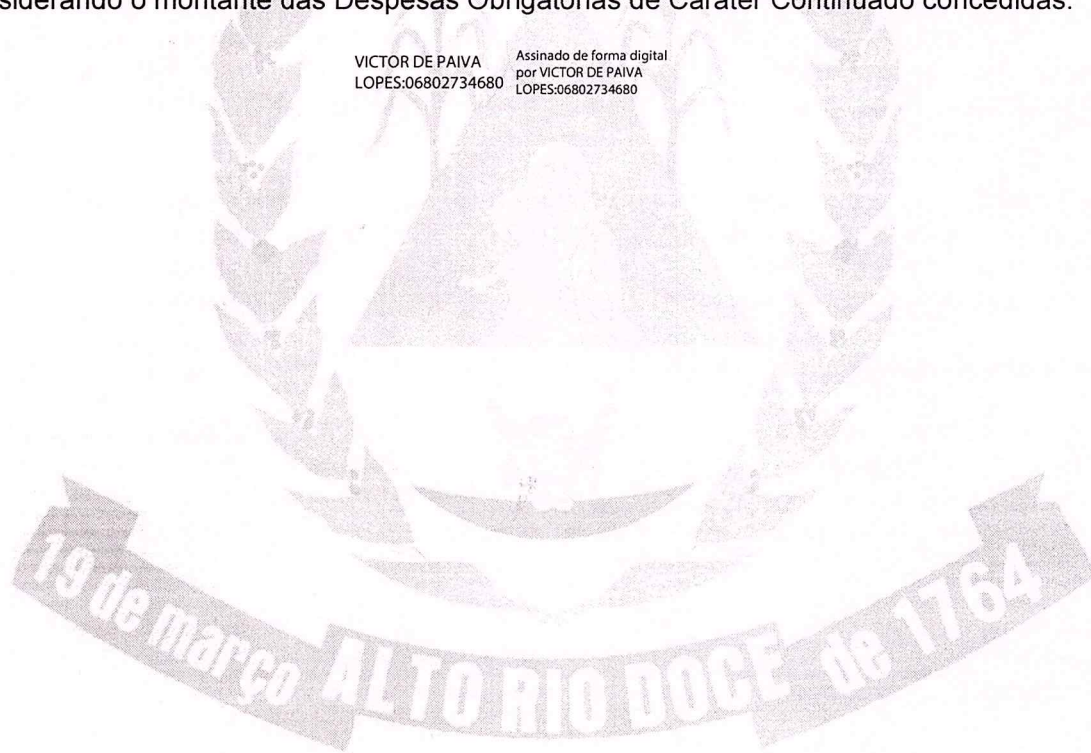 siderando o montante das Despesas Obrigatórias de Caráter Continuado concedidas.
VICTOR DE PAIVA
LOPES:06802734680
Assinado de forma digital
por VICTOR DE PAIVA
LOPES:06802734680
19 de março ALTO RIO DOCE de 1764